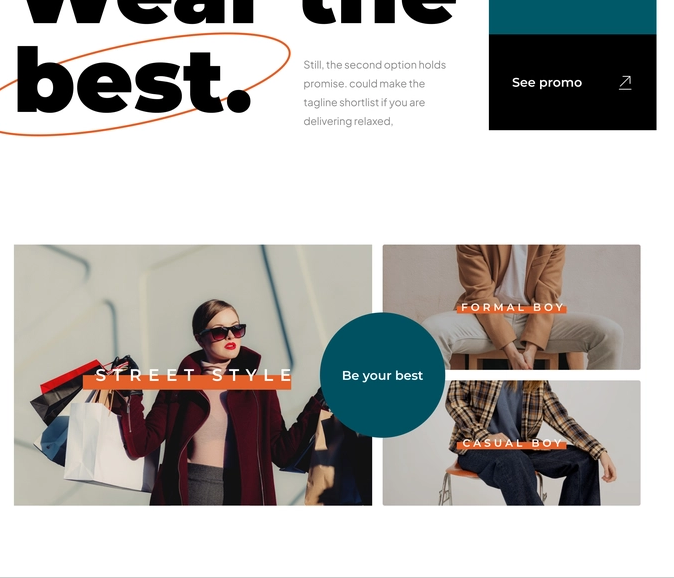 Wear the
best.
Still, the second option holds
promise. could make the
tagline shortlist if you are
delivering relaxed,
See promo
STREET STYLE
FORMAL BOY
Be your best
CASUAL BOY